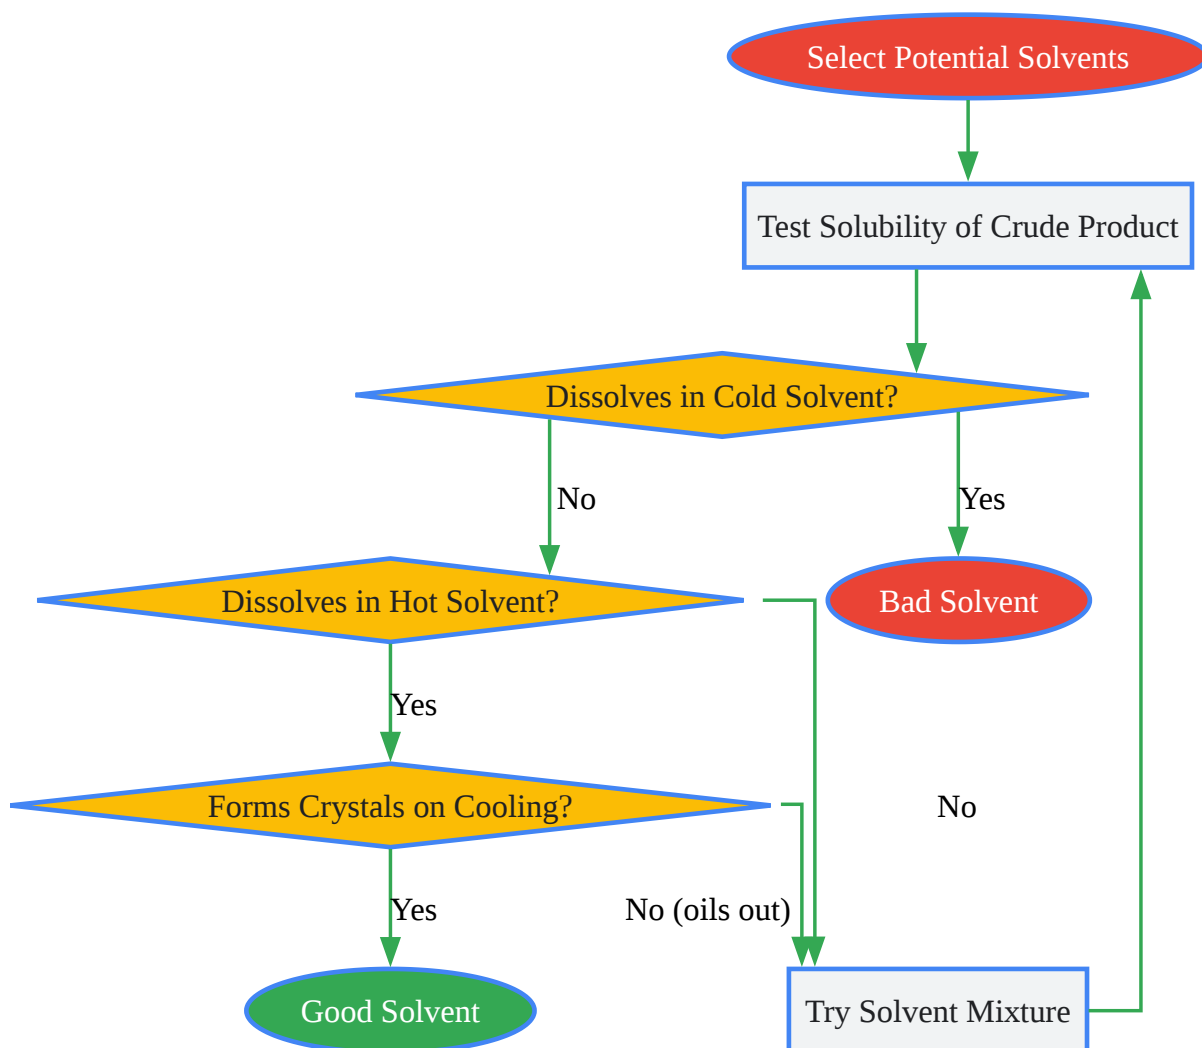 Select Potential Solvents
Test Solubility of Crude Product
Dissolves in Cold Solvent?
No
Yes
Dissolves in Hot Solvent?
Bad Solvent
Yes
Forms Crystals on Cooling?
No
Yes
No (oils out)
Good Solvent
Try Solvent Mixture